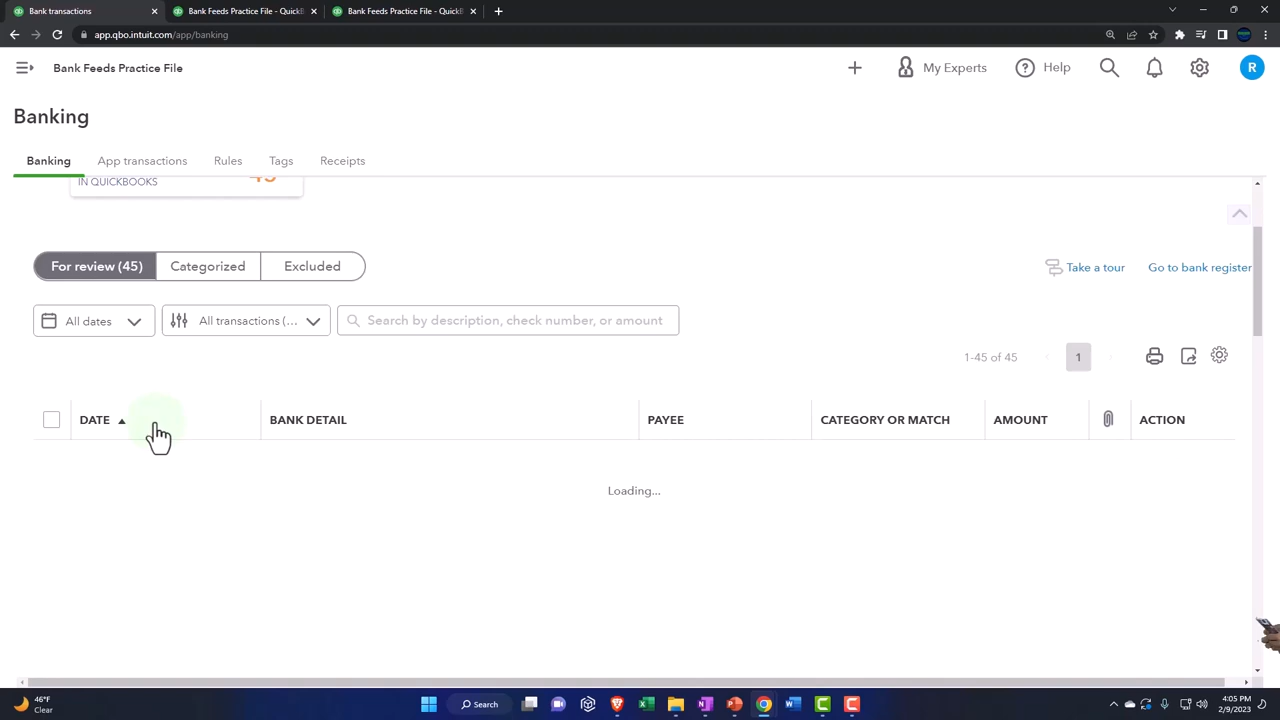 Bank transactions
Bank Feeds Practice File - QuickB
Bank Feeds Practice File - QuickB
app.qbo.intuit.com/app/banking
Bank Feeds Practice File
My Experts
Help
R
Banking
Banking
App transactions
Rules
Tags
Receipts
IN QUICKBOOKS
45
For review (45)
Categorized
Excluded
Take a tour
Go to bank register
All dates
All transactions (...
Search by description, check number, or amount
1-45 of 45
1
DATE
BANK DETAIL
PAYEE
CATEGORY OR MATCH
AMOUNT
ACTION
Loading...
46°F
Clear
Search
4:05 PM
2/9/2023